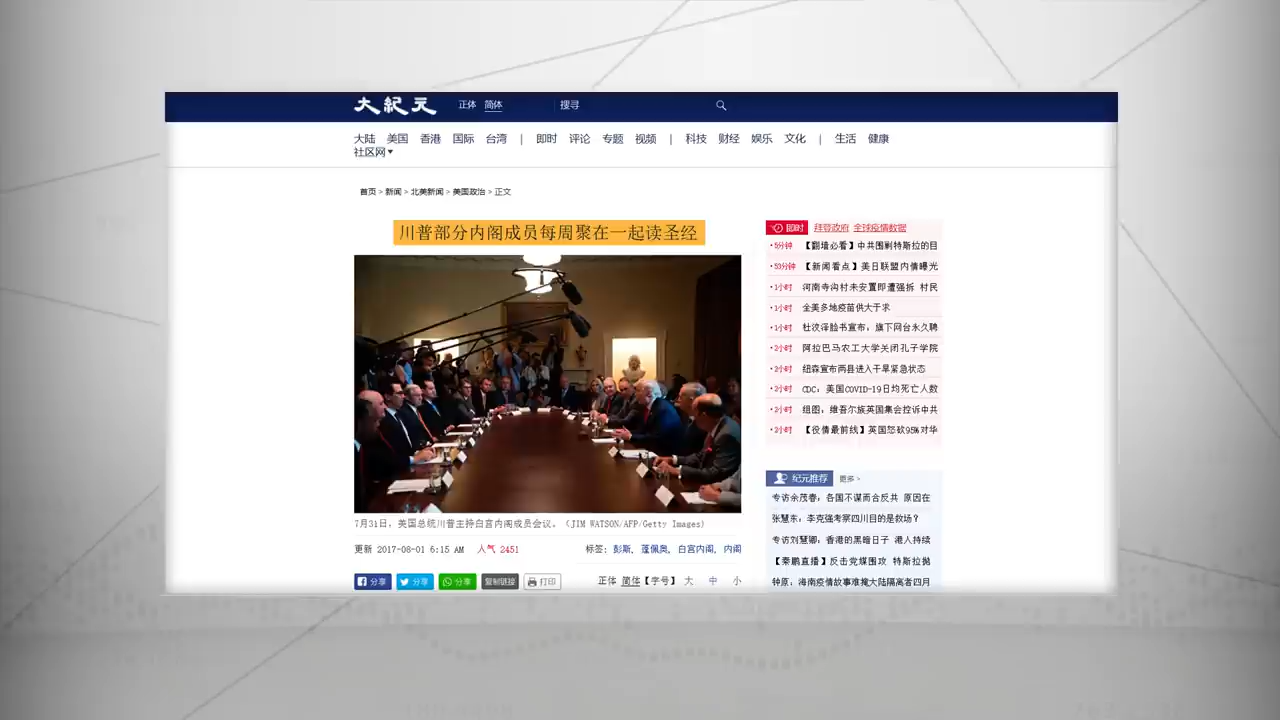 大紀元 正体 简体 搜寻
大陆 美国 香港 国际 台湾 | 即时 评论 专题 视频 | 科技 财经 娱乐 文化 | 生活 健康
社区网▾
首页 > 新闻 > 北美新闻 > 美国政治 > 正文
川普部分内阁成员每周聚在一起读圣经
7月31日，美国总统川普主持白宫内阁成员会议。（JIM WATSON/AFP/Getty Images）
更新 2017-08-01 6:15 AM 人气 2451 标签: 彭斯, 蓬佩奥, 白宫内阁, 内阁
分享 分享 分享 复制链接 打印 正体 简体【字号】 大 中 小
即时 拜登政府 全球疫情数据
•5分钟 【翻墙必看】中共围剿特斯拉的目
•53分钟 【新闻看点】美日联盟内情曝光
•1小时 河南寺沟村未安置即遭强拆 村民
•1小时 全美多地疫苗供大于求
•1小时 杜汶泽脸书宣布，旗下网台永久聘
•2小时 阿拉巴马农工大学关闭孔子学院
•2小时 纽森宣布两县进入干旱紧急状态
•2小时 CDC：美国COVID-19日均死亡人数
•2小时 组图，维吾尔族英国集会控诉中共
•2小时 【役情最前线】英国怒砍95%对华
纪元推荐 更多 >
专访余茂春：各国不谋而合反共 原因在
张慧东：李克强考察四川目的是救场？
专访刘慧卿：香港的黑暗日子 港人持续
【秦鹏直播】反击党媒围攻 特斯拉抛
钟原：海南疫情故事难掩大陆隔离者四月